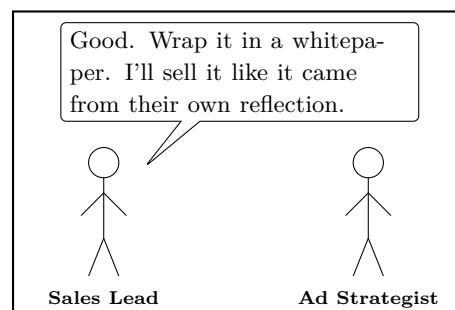 Good. Wrap it in a whitepa-
per. I'll sell it like it came
from their own reflection.
Sales Lead
Ad Strategist